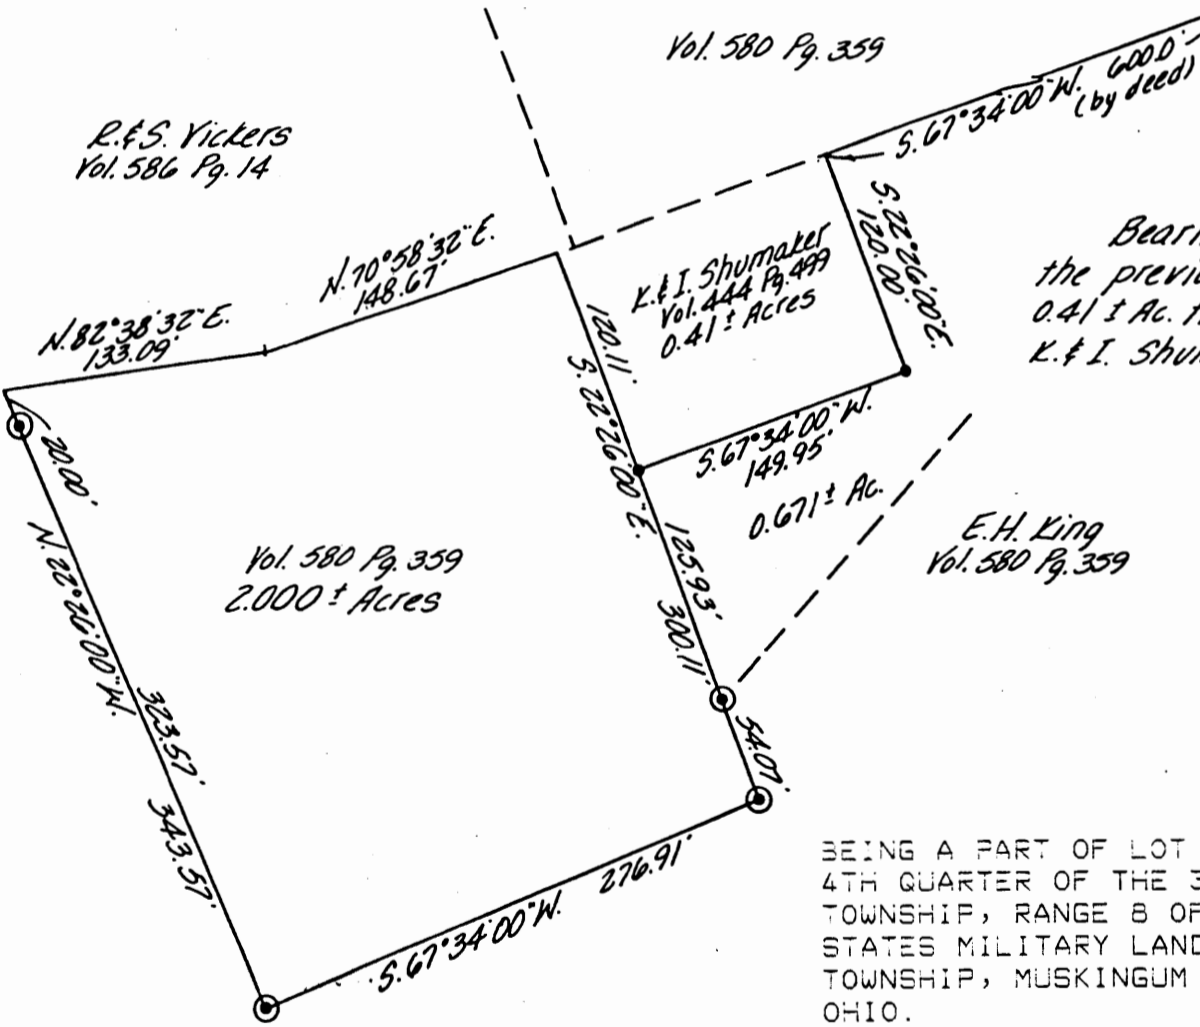 Vol. 580 Pg. 359
600.0'
(by deed)
S. 67° 34' 00" W.
R. & S. Vickers
Vol. 586 Pg. 14
S. 22° 26' 00" E.
120.00'
N. 70° 58' 32" E.
148.67'
K. & I. Shumaker
Vol. 444 Pg. 499
0.41 ± Acres
Bear
the previ
0.41 ± Ac.
K. & I. Shu
N. 82° 38' 32" E.
133.09'
120.11'
S. 22° 26' 00" E.
S. 67° 34' 00" W.
149.95'
20.00'
0.671 ± Ac.
E.H. King
Vol. 580 Pg. 359
Vol. 580 Pg. 359
2.000 ± Acres
125.93'
300.11'
N. 22° 26' 00" W.
323.57'
343.57'
54.07'
276.91'
S. 67° 34' 00" W.
BEING A PART OF LOT
4TH QUARTER OF THE 3
TOWNSHIP, RANGE 8 OF
STATES MILITARY LAND
TOWNSHIP, MUSKINGUM
OHIO.